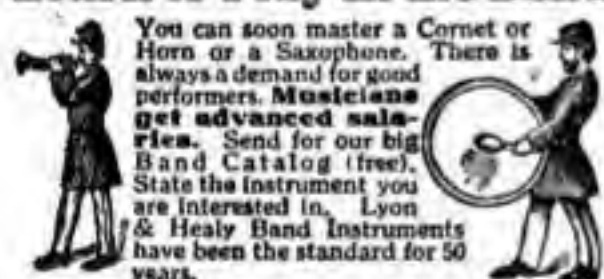 You can soon master a Cornet or
Horn or a Saxophone. There is
always a demand for good
performers. Musicians
get advanced sala-
ries. Send for our big
Band Catalog (free).
State the instrument you
are interested in. Lyon
& Healy Band Instruments
have been the standard for 50
years.